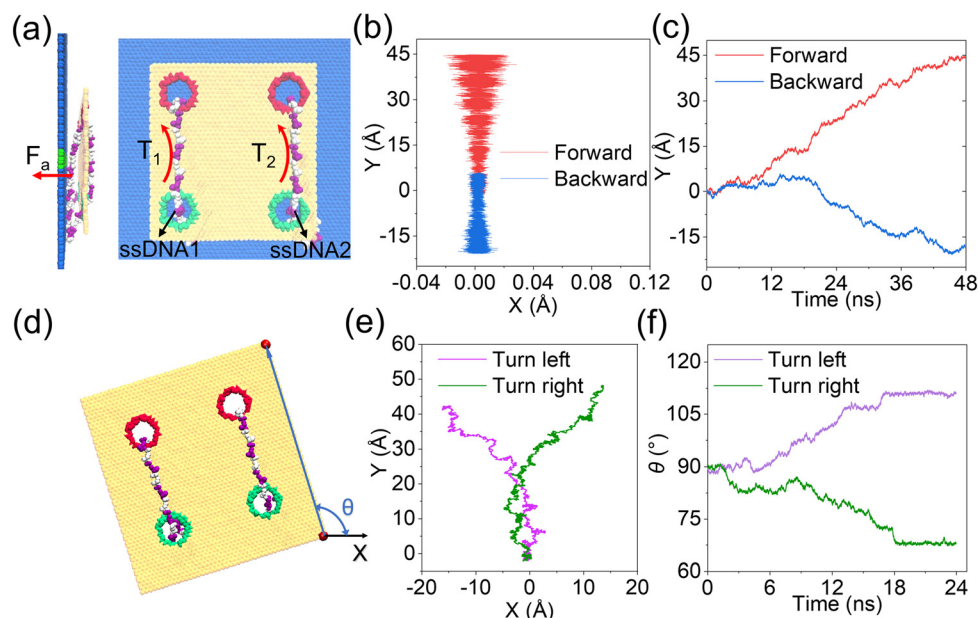 (a)
Fa
T1
T2
ssDNA1
ssDNA2
(b)
Y (Å)
45
30
15
0
-15
Forward
Backward
-0.04
0.00
0.04
0.08
0.12
X (Å)
(c)
Y (Å)
45
30
15
0
-15
Forward
Backward
0
12
24
36
48
Time (ns)
(d)
θ
X
(e)
Y (Å)
60
50
40
30
20
10
0
Turn left
Turn right
-20
-10
0
10
20
X (Å)
(f)
θ (°)
120
105
90
75
60
Turn left
Turn right
0
6
12
18
24
Time (ns)